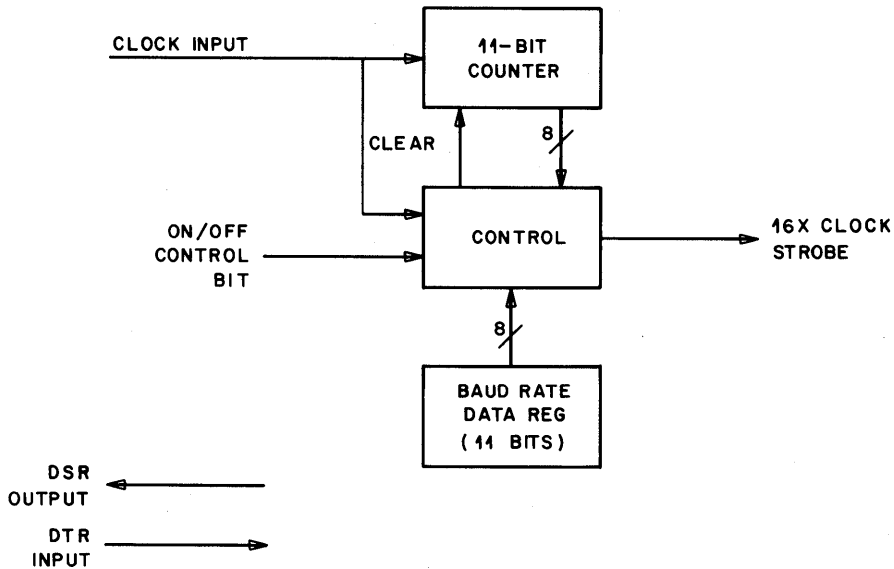 CLOCK INPUT
11-BIT
COUNTER
CLEAR
8
ON/OFF
CONTROL
BIT
CONTROL
16X CLOCK
STROBE
8
BAUD RATE
DATA REG
(11 BITS)
DSR
OUTPUT
DTR
INPUT